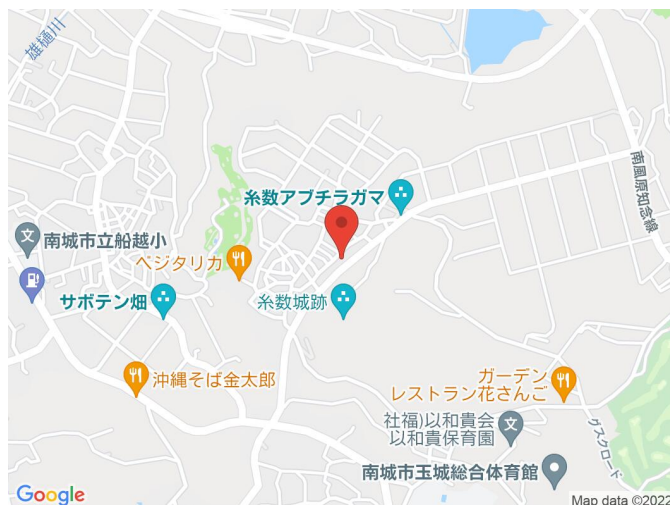 雄樋川
南風原知念線
糸数アブチラガマ
南城市立船越小
ベジタリカ
サボテン畑
糸数城跡
沖縄そば金太郎
ガーデン
レストラン花さんご
社福)以和貴会
以和貴保育園
グスクロード
南城市玉城総合体育館
Google
Map data ©2022